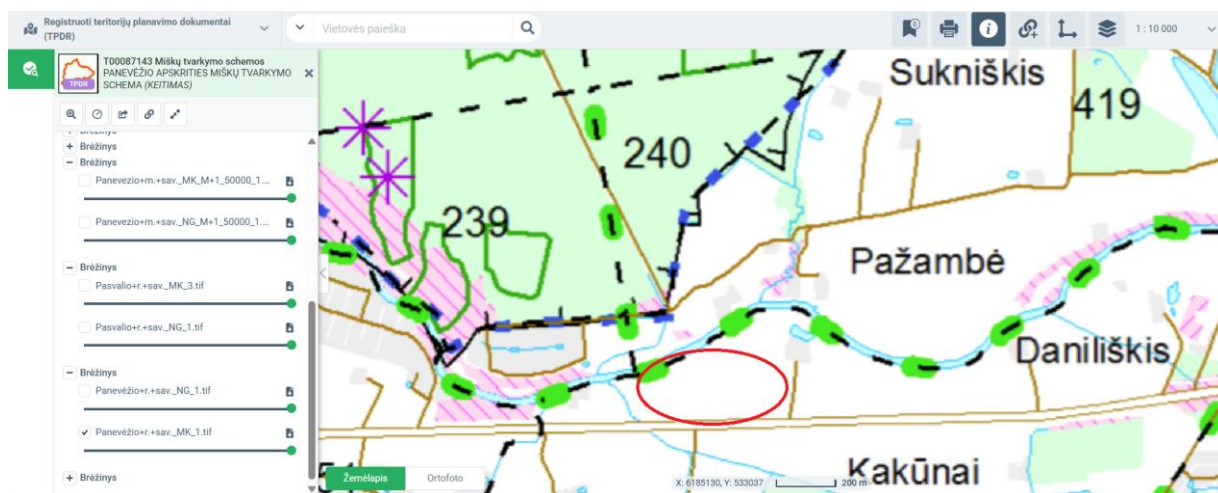 Registruoti teritorijų planavimo dokumentai
(TPDR)
Vietovės paieška
1 : 10 000
T00087143 Miškų tvarkymo schemos
PANEVĖŽIO APSKRITIES MIŠKŲ TVARKYMO
SCHEMA (KEITIMAS)
TPDR
Brėžinys
Brėžinys
Brėžinys
Panevezio+m.+sav._MK_M+1_50000_1....
Panevezio+m.+sav._NG_M+1_50000_1....
Brėžinys
Pasvalio+r.+sav._MK_3.tif
Pasvalio+r.+sav._NG_1.tif
Brėžinys
Panevėžio+r.+sav._NG_1.tif
Panevėžio+r.+sav._MK_1.tif
Brėžinys
Sukniškis
419
240
239
Pažambė
Daniliškis
Kakūnai
Žemėlapis
Ortofoto
X: 6185130, Y: 533037
200 m